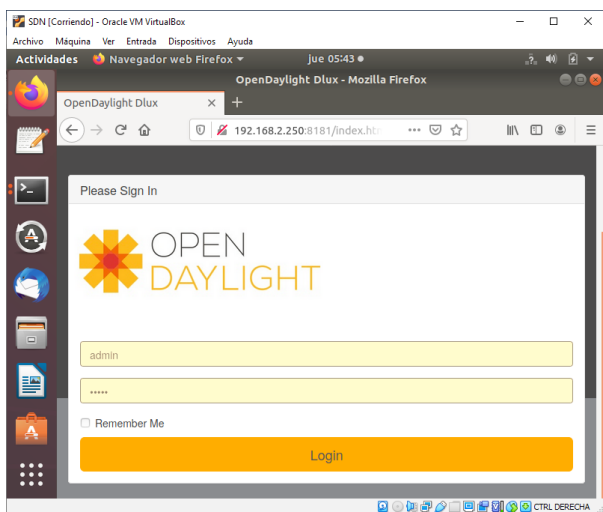 SDN [Corriendo] - Oracle VM VirtualBox
Archivo Máquina Ver Entrada Dispositivos Ayuda
Actividades Navegador web Firefox jue 05:43
OpenDaylight Dlux - Mozilla Firefox
OpenDaylight Dlux
192.168.2.250:8181/index.ht
Please Sign In
OPEN
DAYLIGHT
admin
•••••
Remember Me
Login
CTRL DERECHA